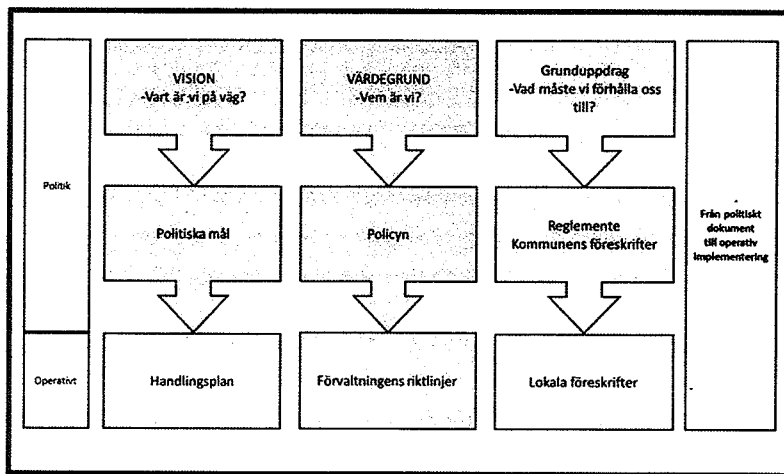 VISION
-Vart är vi på väg?
VÄRDEGRUND
-Vem är vi?
Grunduppdrag
-Vad måste vi förhålla oss
till?
Politik
Politiska mål
Policyn
Reglemente
Kommunens föreskrifter
Från politiskt
dokument
till operativ
implementering
Operativt
Handlingsplan
Förvaltningens riktlinjer
Lokala föreskrifter